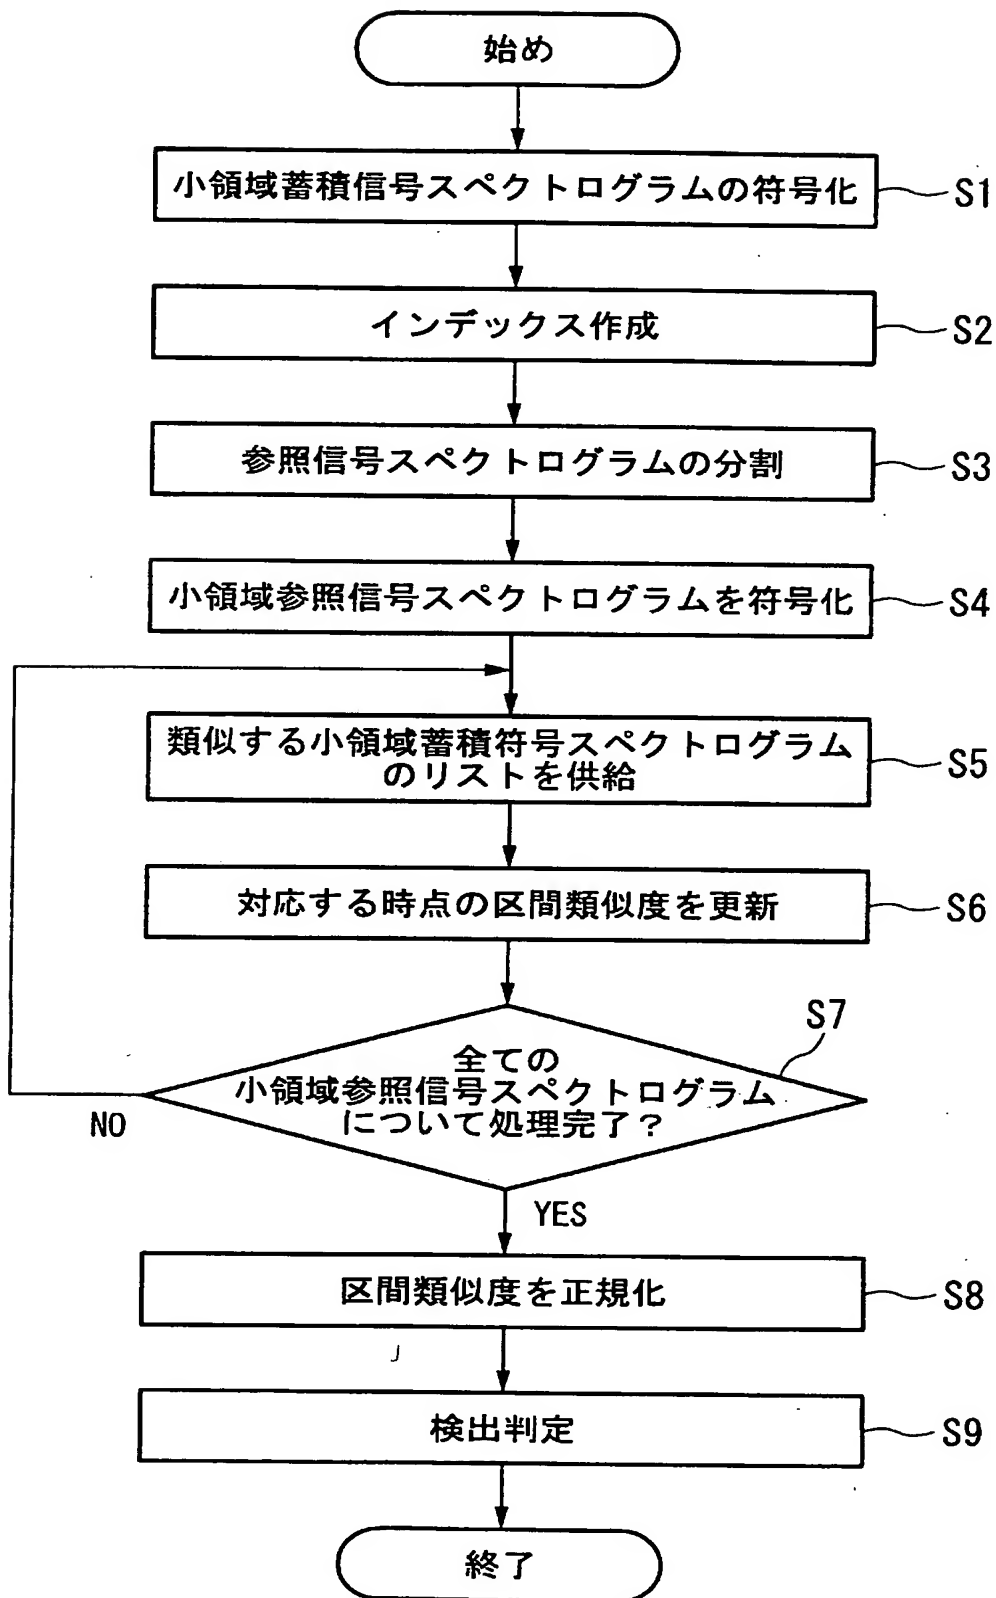 始め
小領域蓄積信号スペクトログラムの符号化
S1
インデックス作成
S2
参照信号スペクトログラムの分割
S3
小領域参照信号スペクトログラムを符号化
S4
類似する小領域蓄積符号スペクトログラム
のリストを供給
S5
対応する時点の区間類似度を更新
S6
S7
全ての
小領域参照信号スペクトログラム
について処理完了?
NO
YES
区間類似度を正規化
S8
検出判定
S9
終了